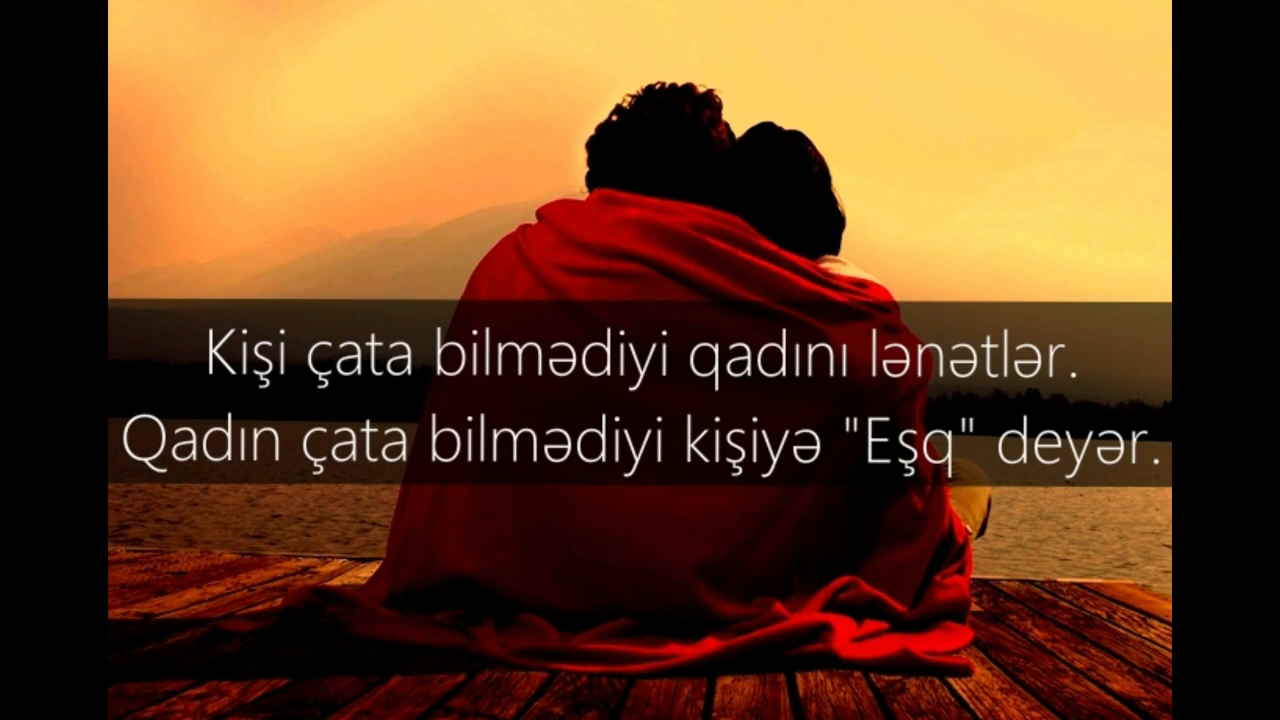 Kişi çata bilmədiyi qadını lənətlər.
Qadın çata bilmədiyi kişiyə "Eşq" deyər.